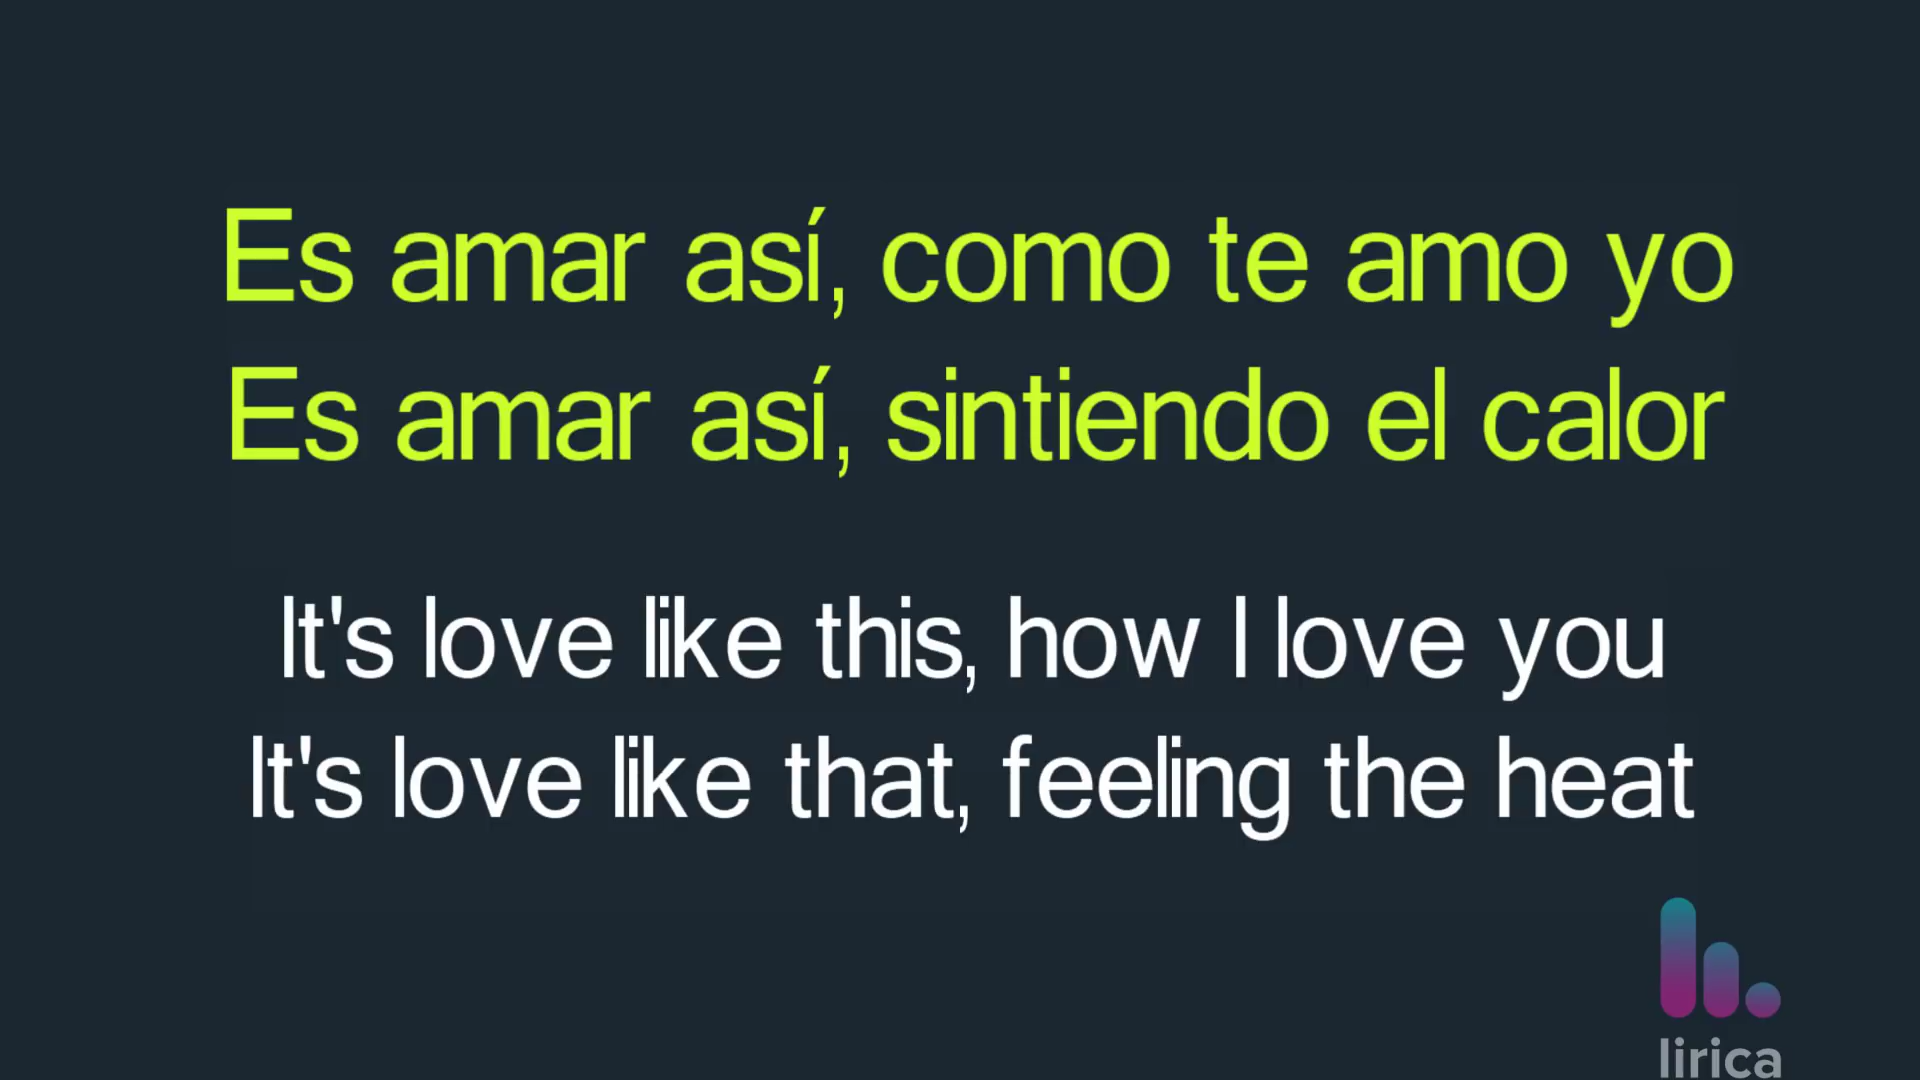 Es amar así, como te amo yo
Es amar así, sintiendo el calor
It's love like this, how I love you
It's love like that, feeling the heat
lirica